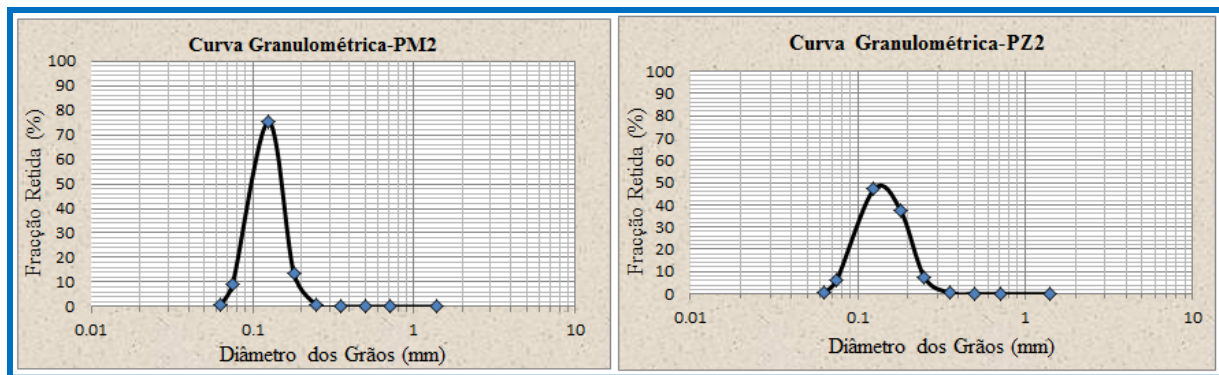 Curva Granulométrica-PM2
100
90
80
70
60
50
40
30
20
10
0
Fracção Retida (%)
0.01 0.1 1 10
Diâmetro dos Grãos (mm)
Curva Granulométrica-PZ2
100
90
80
70
60
50
40
30
20
10
0
Fracção Retida (%)
0.01 0.1 1 10
Diâmetro dos Grãos (mm)